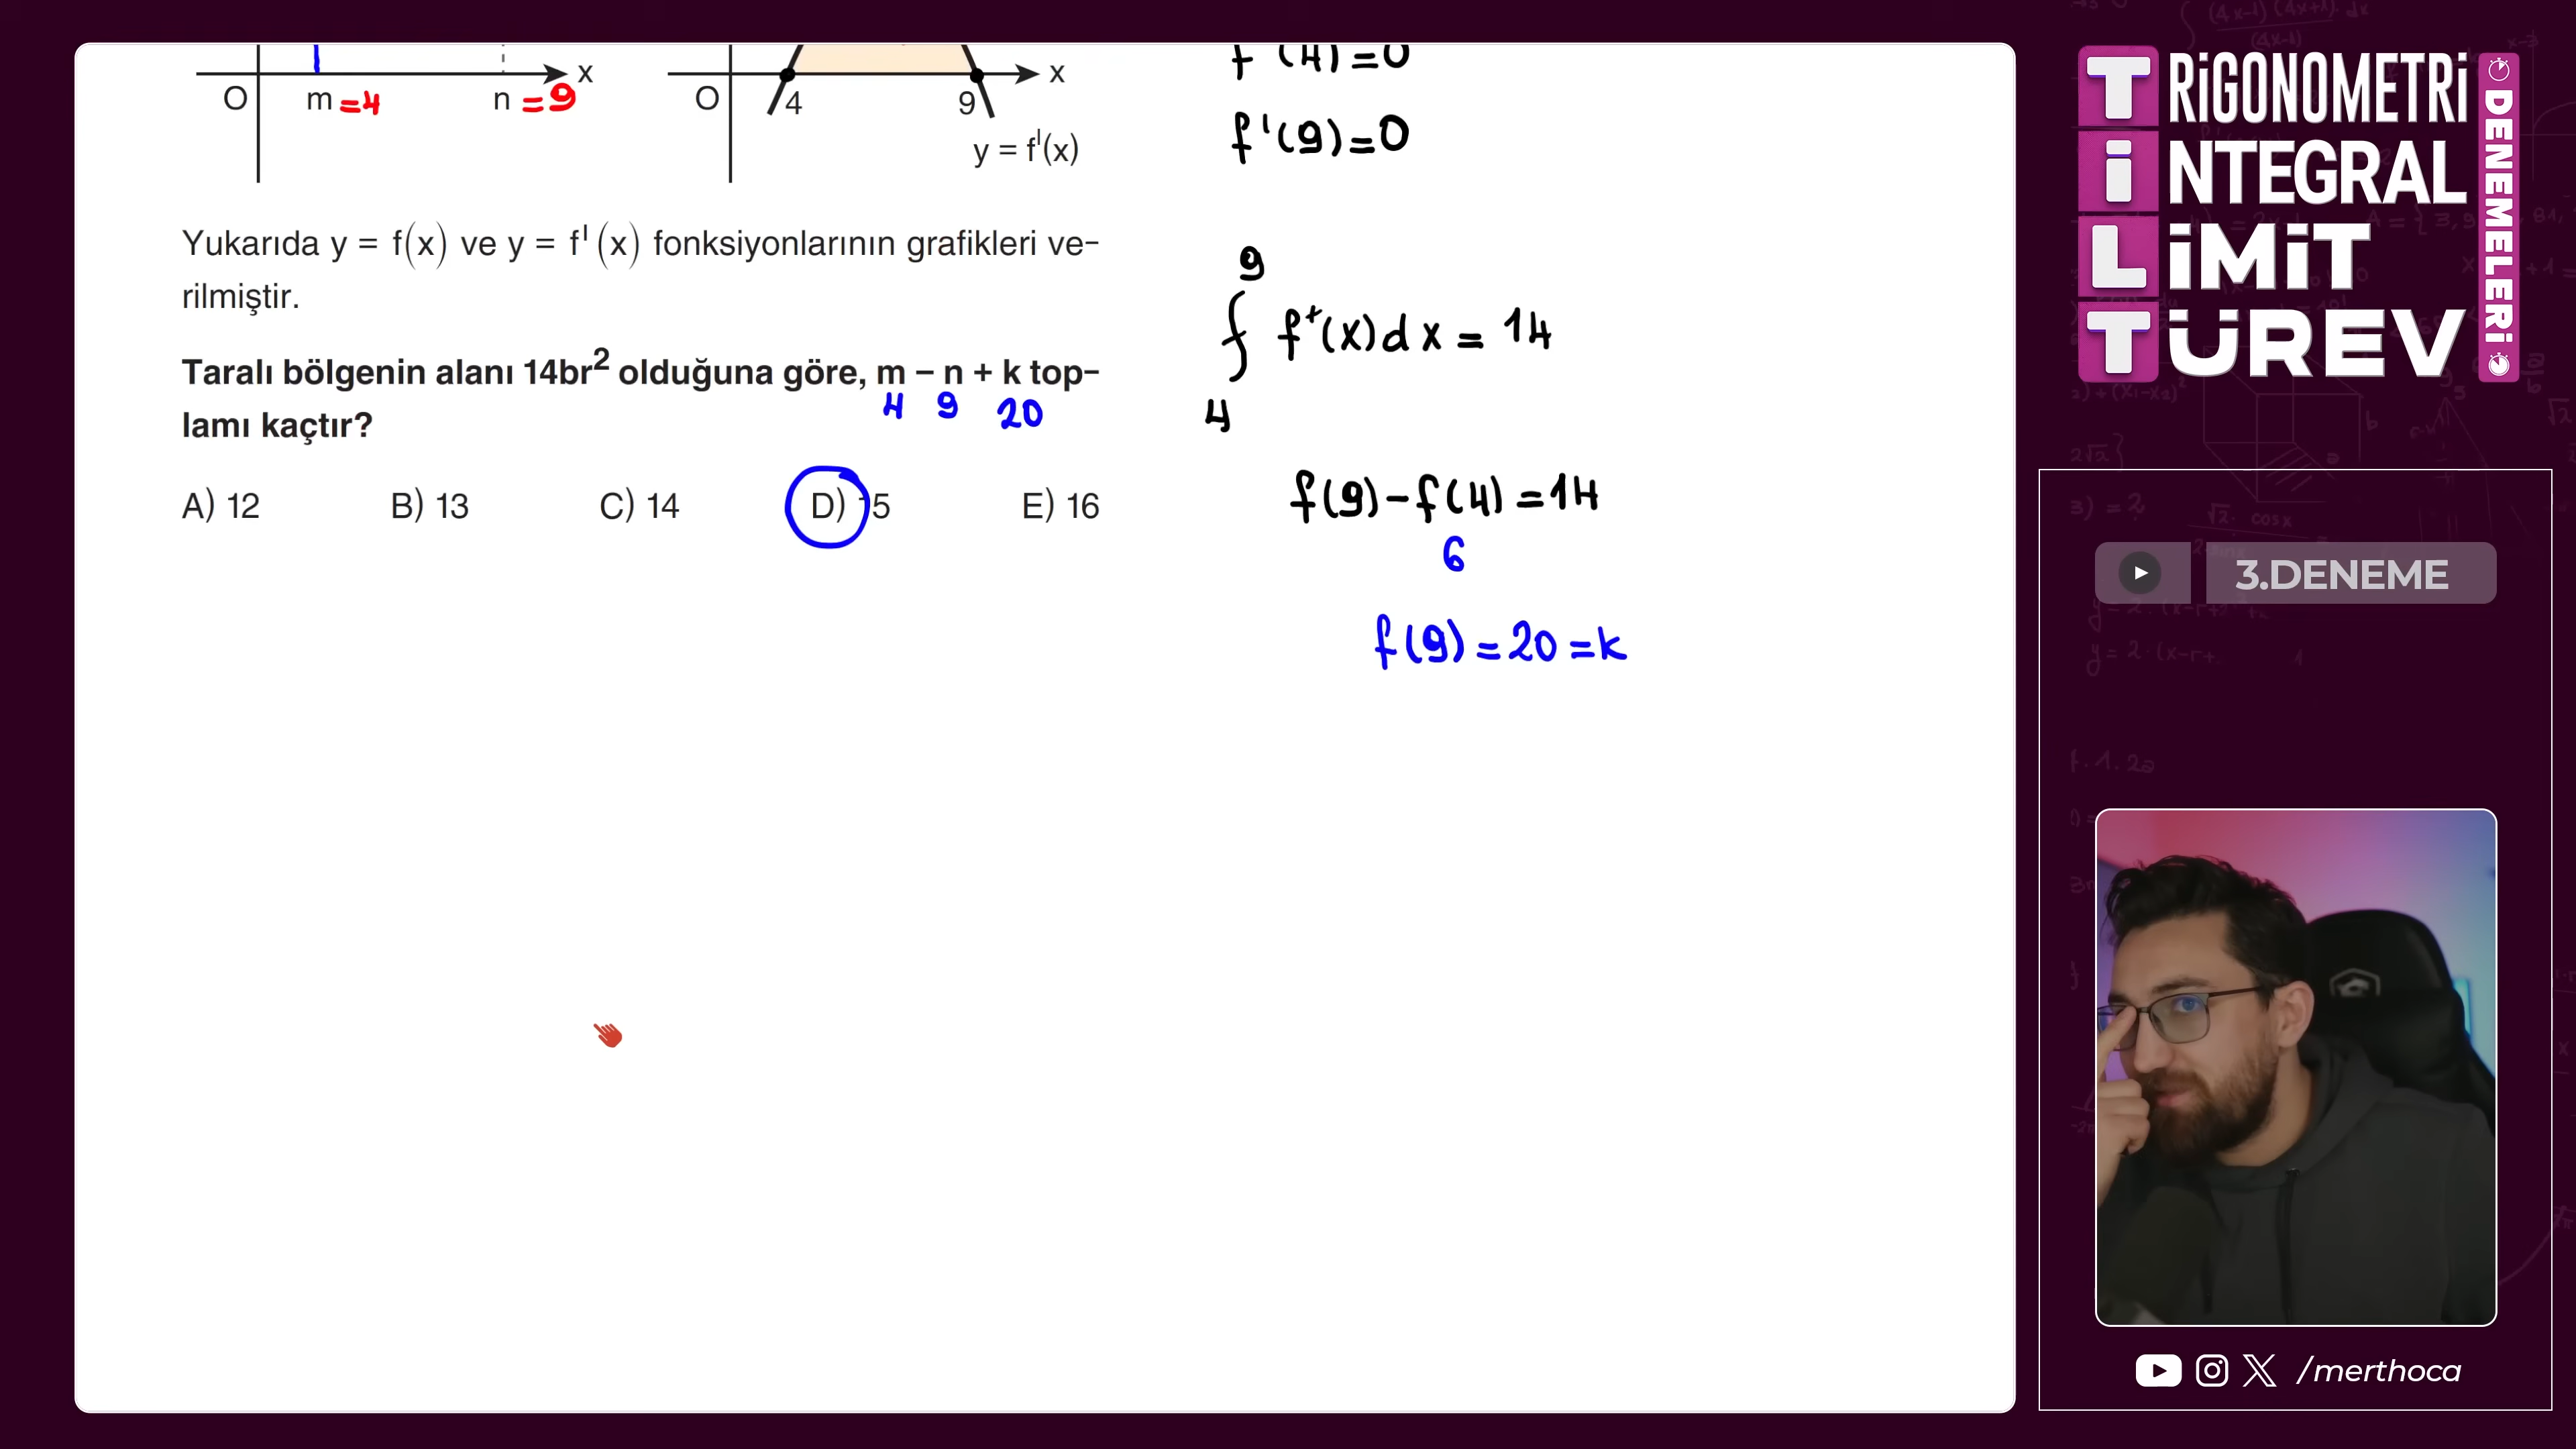 O m =4 n =9 x
O 4 9 x
y = f'(x)
Yukarıda y = f(x) ve y = f'(x) fonksiyonlarının grafikleri ve-
rilmiştir.
Taralı bölgenin alanı 14br² olduğuna göre, m − n + k top-
4 9 20
lamı kaçtır?
A) 12 B) 13 C) 14 D) 15 E) 16
f'(4)=0
f'(9)=0
9
∫ f'(x)dx = 14
4
f(9)-f(4)=14
6
f(9)=20=k
TRiGONOMETRi
iNTEGRAL
LiMiT
TÜREV
DENEMELERi
3.DENEME
/merthoca